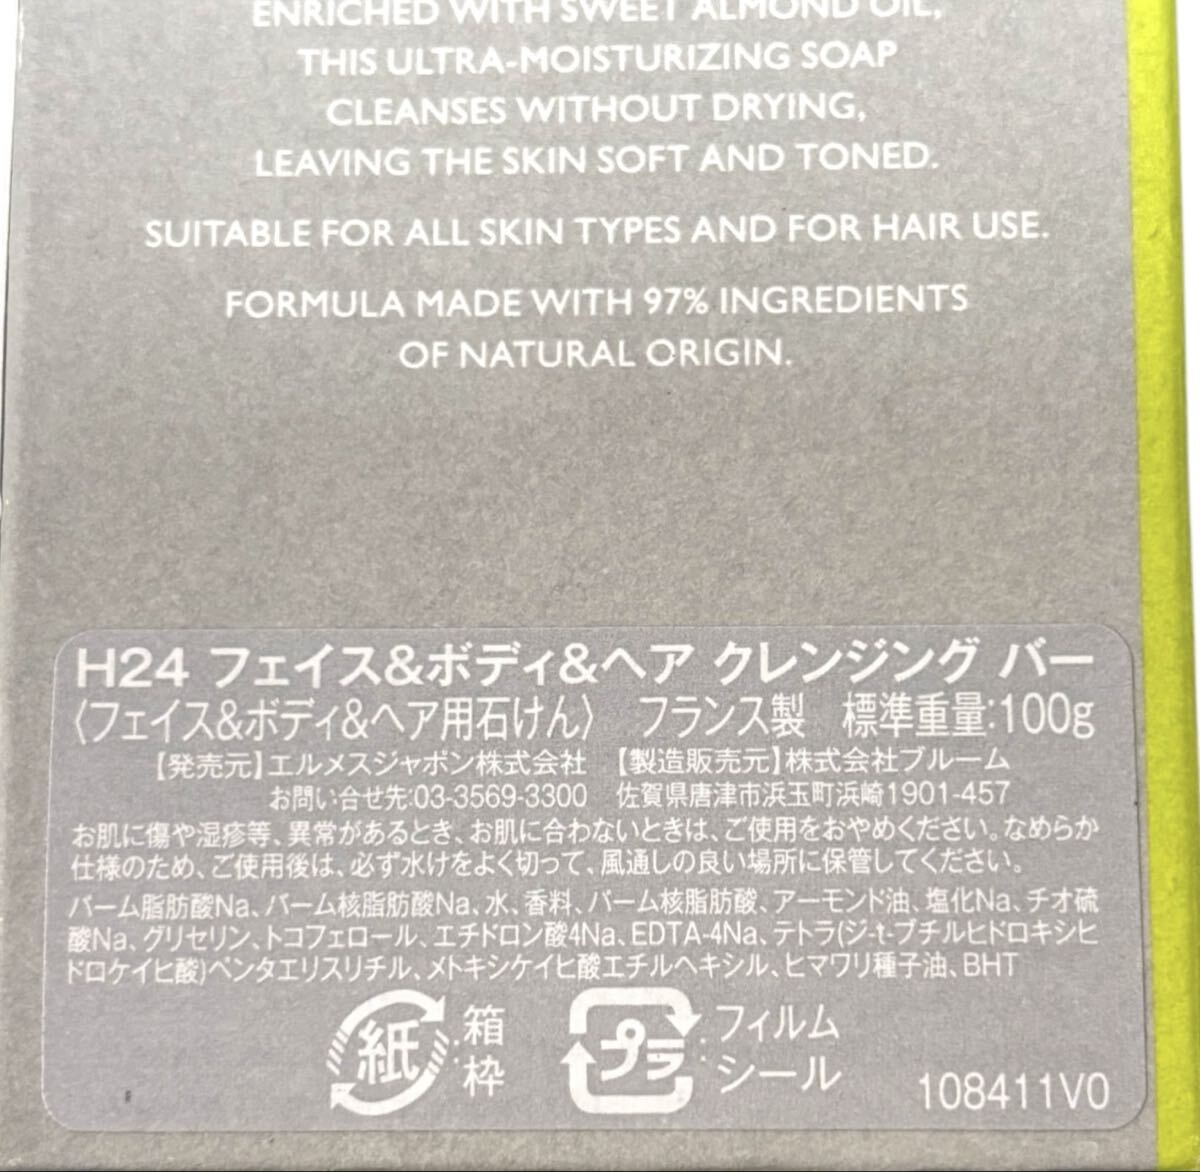 ENRICHED WITH SWEET ALMOND OIL,
THIS ULTRA-MOISTURIZING SOAP
CLEANSES WITHOUT DRYING,
LEAVING THE SKIN SOFT AND TONED.
SUITABLE FOR ALL SKIN TYPES AND FOR HAIR USE.
FORMULA MADE WITH 97% INGREDIENTS
OF NATURAL ORIGIN.
H24 フェイス&ボディ&ヘア クレンジング バー
〈フェイス&ボディ&ヘア用石けん〉 フランス製 標準重量:100g
【発売元】エルメスジャポン株式会社 【製造販売元】株式会社ブルーム
お問い合せ先:03-3569-3300 佐賀県唐津市浜玉町浜崎1901-457
お肌に傷や湿疹等、異常があるとき、お肌に合わないときは、ご使用をおやめください。なめらか
仕様のため、ご使用後は、必ず水けをよく切って、風通しの良い場所に保管してください。
パーム脂肪酸Na、パーム核脂肪酸Na、水、香料、パーム核脂肪酸、アーモンド油、塩化Na、チオ硫
酸Na、グリセリン、トコフェロール、エチドロン酸4Na、EDTA-4Na、テトラ(ジ-t-ブチルヒドロキシヒ
ドロケイヒ酸)ペンタエリスリチル、メトキシケイヒ酸エチルヘキシル、ヒマワリ種子油、BHT
紙 :箱
:枠
プラ :フィルム
:シール
108411V0